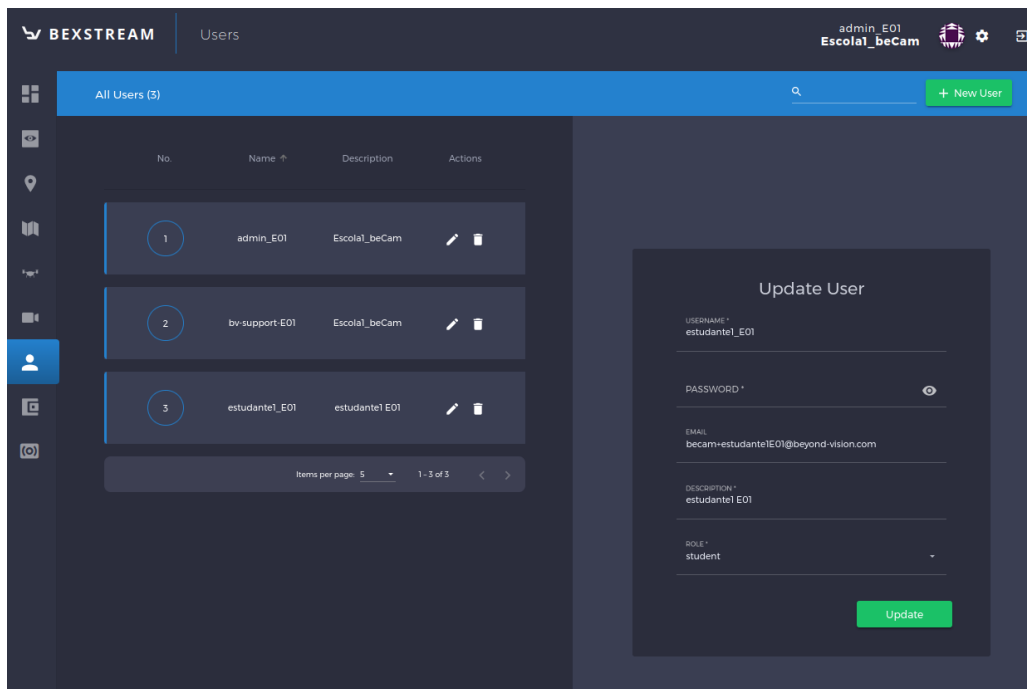 BEXSTREAM
Users
admin_E01
Escola1_beCam
All Users (3)
+ New User
No. Name ↑ Description Actions
1 admin_E01 Escola1_beCam
2 bv-support-E01 Escola1_beCam
3 estudante1_E01 estudante1 E01
Items per page: 5 1 – 3 of 3
Update User
USERNAME *
estudante1_E01
PASSWORD *
EMAIL
becam+estudante1E01@beyond-vision.com
DESCRIPTION *
estudante1 E01
ROLE *
student
Update